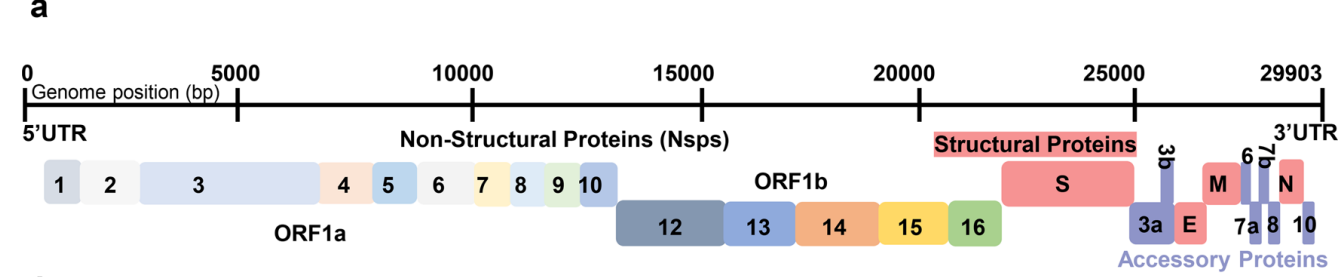 a
0 5000 10000 15000 20000 25000 29903
Genome position (bp)
5’UTR 3’UTR
Non-Structural Proteins (Nsps)
Structural Proteins
1 2 3 4 5 6 7 8 9 10
S
3b
M
6
7b
N
ORF1a
ORF1b
12 13 14 15 16
3a E 7a 8 10
Accessory Proteins